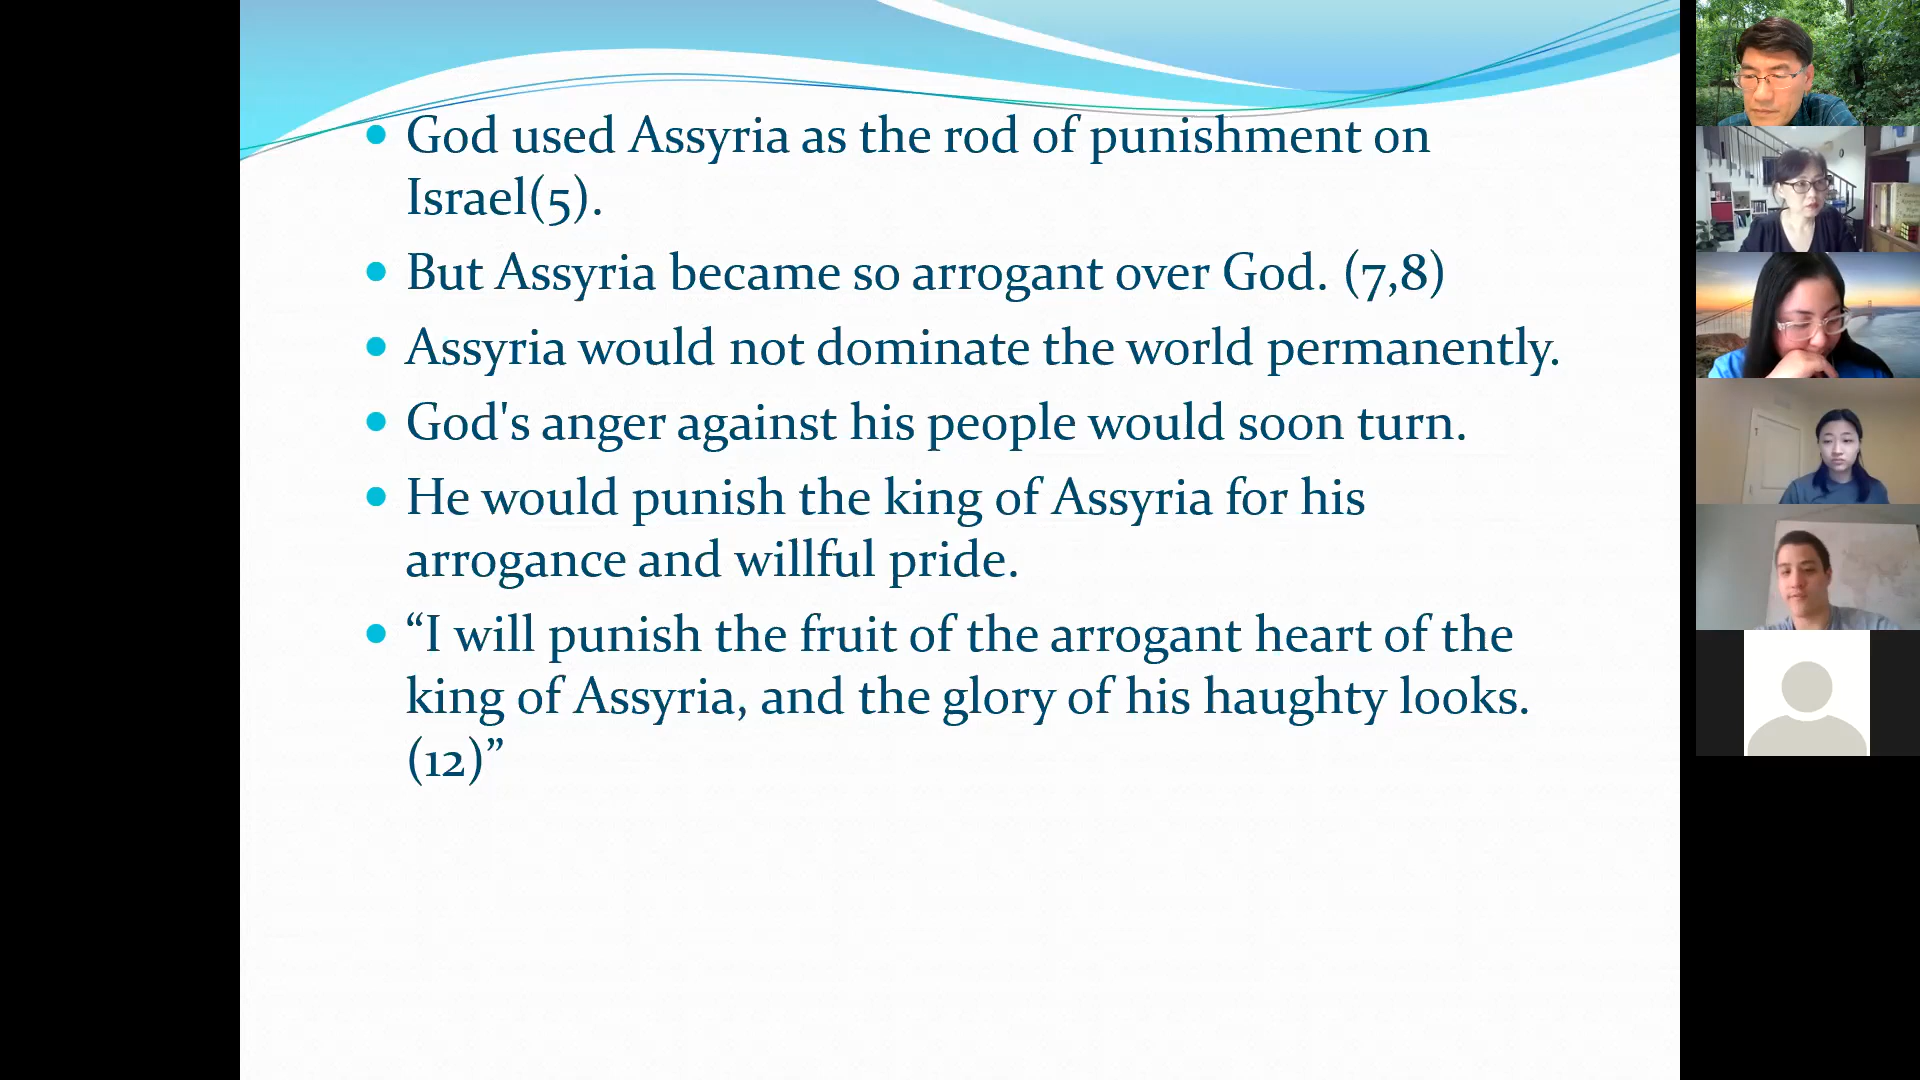 God used Assyria as the rod of punishment on
Israel(5).
But Assyria became so arrogant over God. (7,8)
Assyria would not dominate the world permanently.
God's anger against his people would soon turn.
He would punish the king of Assyria for his
arrogance and willful pride.
“I will punish the fruit of the arrogant heart of the
king of Assyria, and the glory of his haughty looks.
(12)”